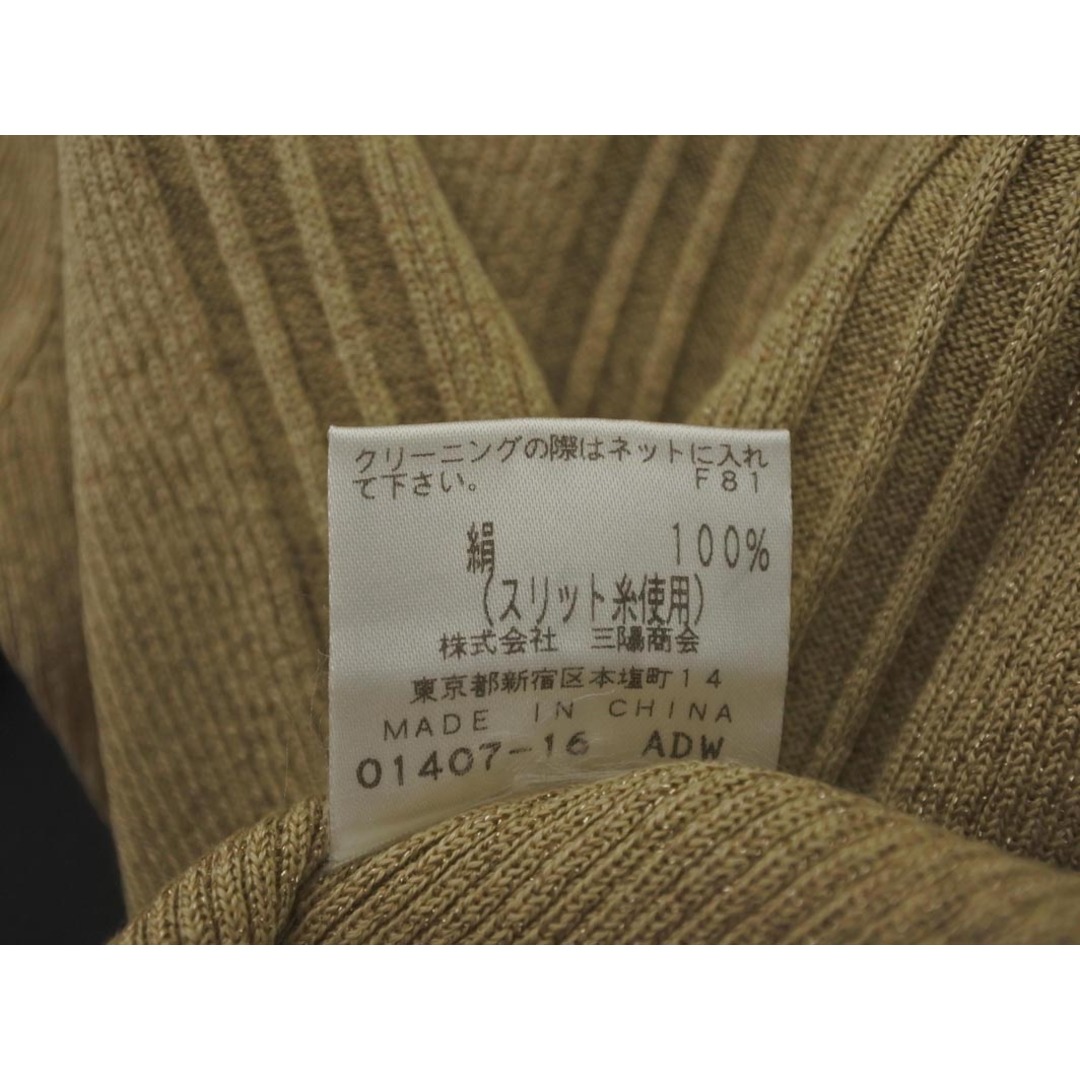 クリーニングの際はネットに入れ
て下さい。 F81
絹 100%
(スリット糸使用)
株式会社 三陽商会
東京都新宿区本塩町14
MADE IN CHINA
01407-16 ADW